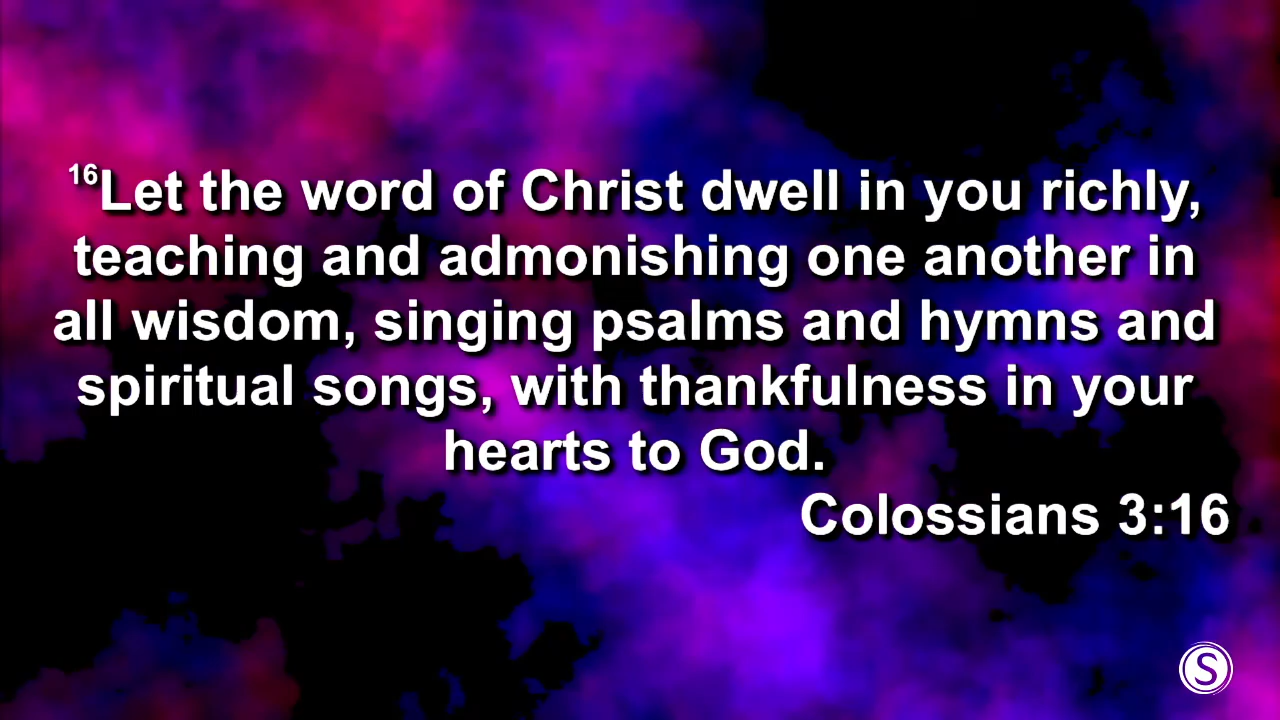 16Let the word of Christ dwell in you richly,
teaching and admonishing one another in
all wisdom, singing psalms and hymns and
spiritual songs, with thankfulness in your
hearts to God.
Colossians 3:16
S